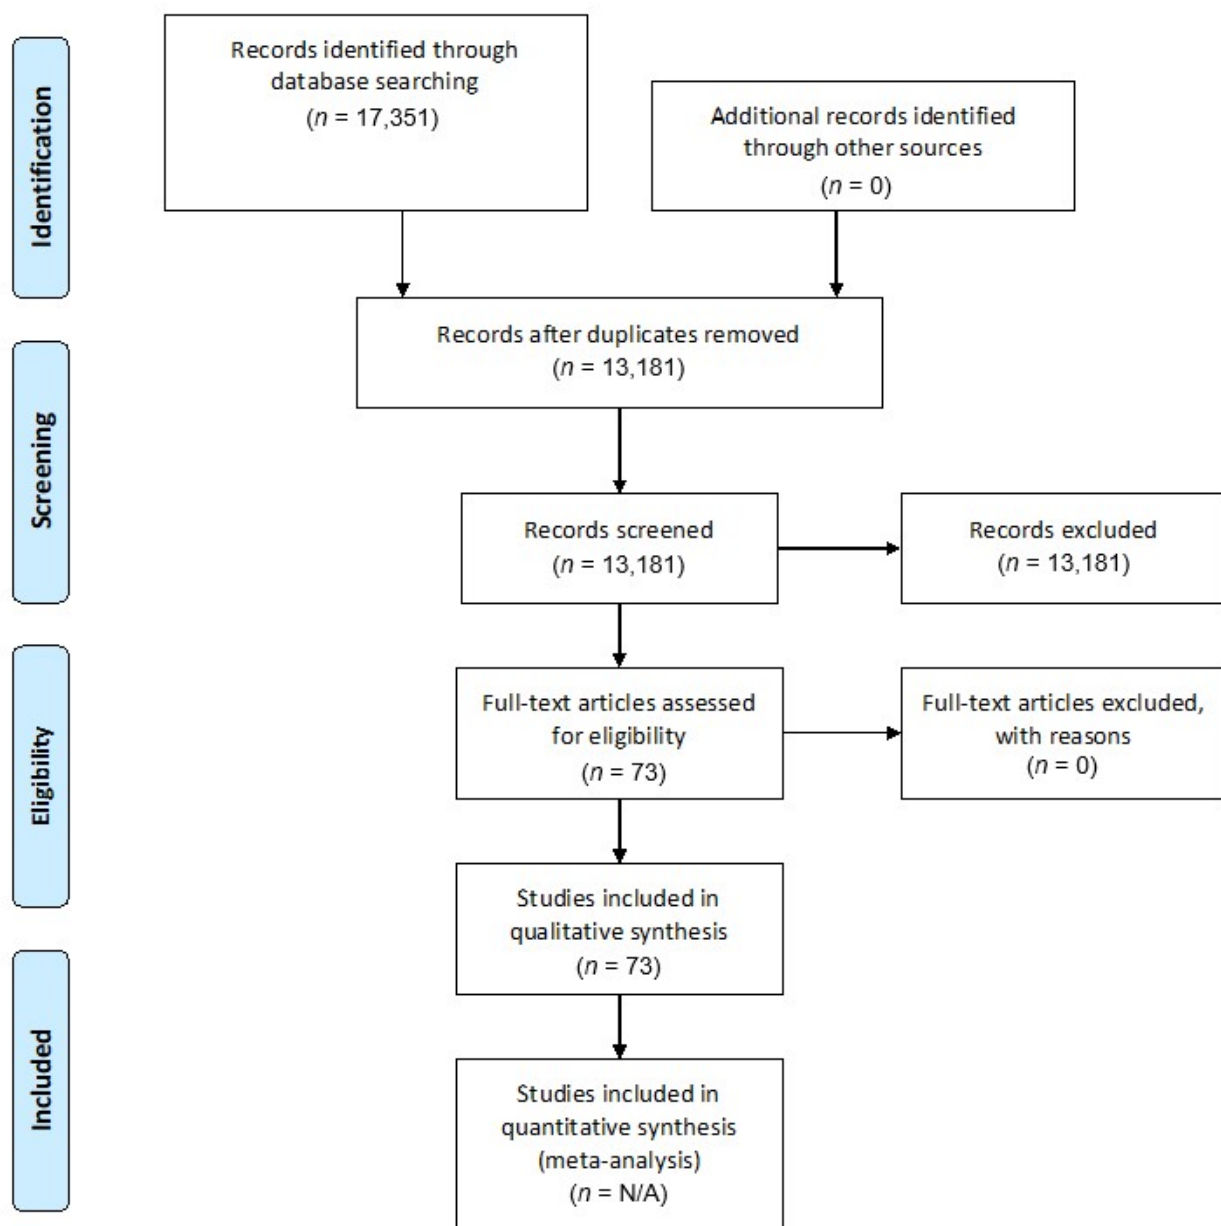 Identification
Records identified through
database searching
(n = 17,351)
Additional records identified
through other sources
(n = 0)
Records after duplicates removed
(n = 13,181)
Screening
Records screened
(n = 13,181)
Records excluded
(n = 13,181)
Eligibility
Full-text articles assessed
for eligibility
(n = 73)
Full-text articles excluded,
with reasons
(n = 0)
Studies included in
qualitative synthesis
(n = 73)
Included
Studies included in
quantitative synthesis
(meta-analysis)
(n = N/A)